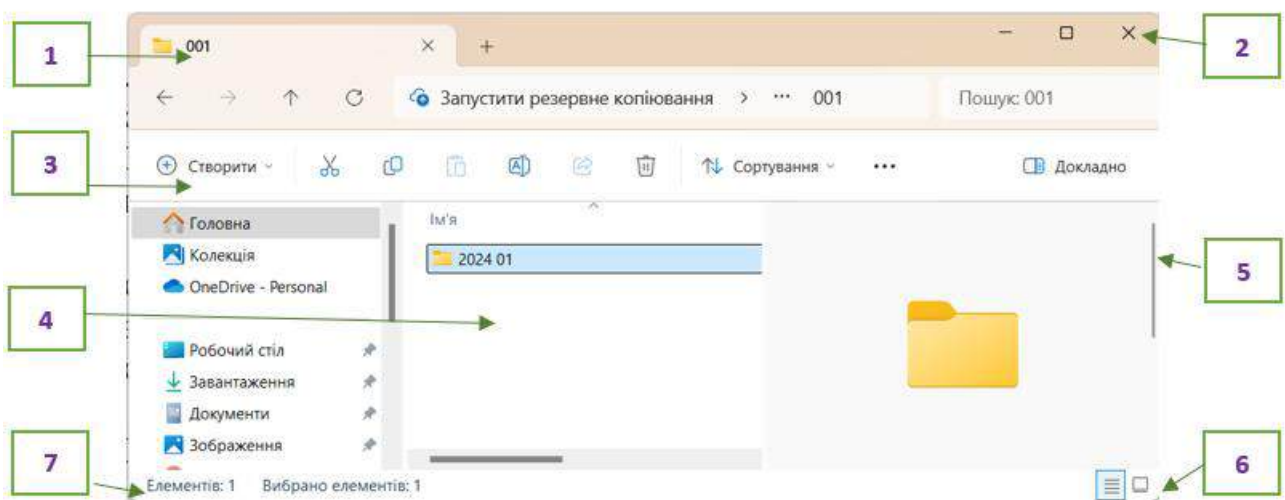 1
001
2
Запустити резервне копіювання > ... 001
Пошук: 001
3
Створити
Сортування
...
Докладно
Головна
Ім'я
Колекція
2024 01
5
OneDrive - Personal
4
Робочий стіл
Завантаження
Документи
Зображення
7
6
Елементів: 1 Вибрано елементів: 1